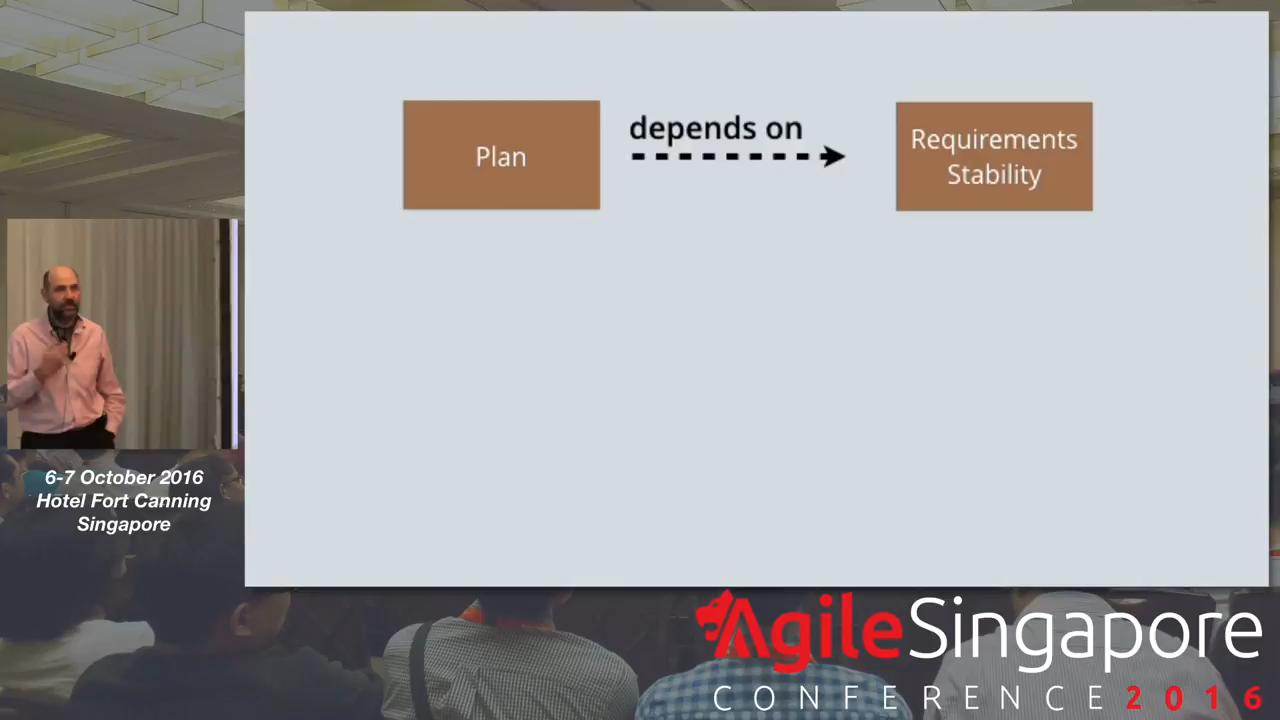 Plan
depends on
Requirements
Stability
6-7 October 2016
Hotel Fort Canning
Singapore
AgileSingapore
CONFERENCE 2016